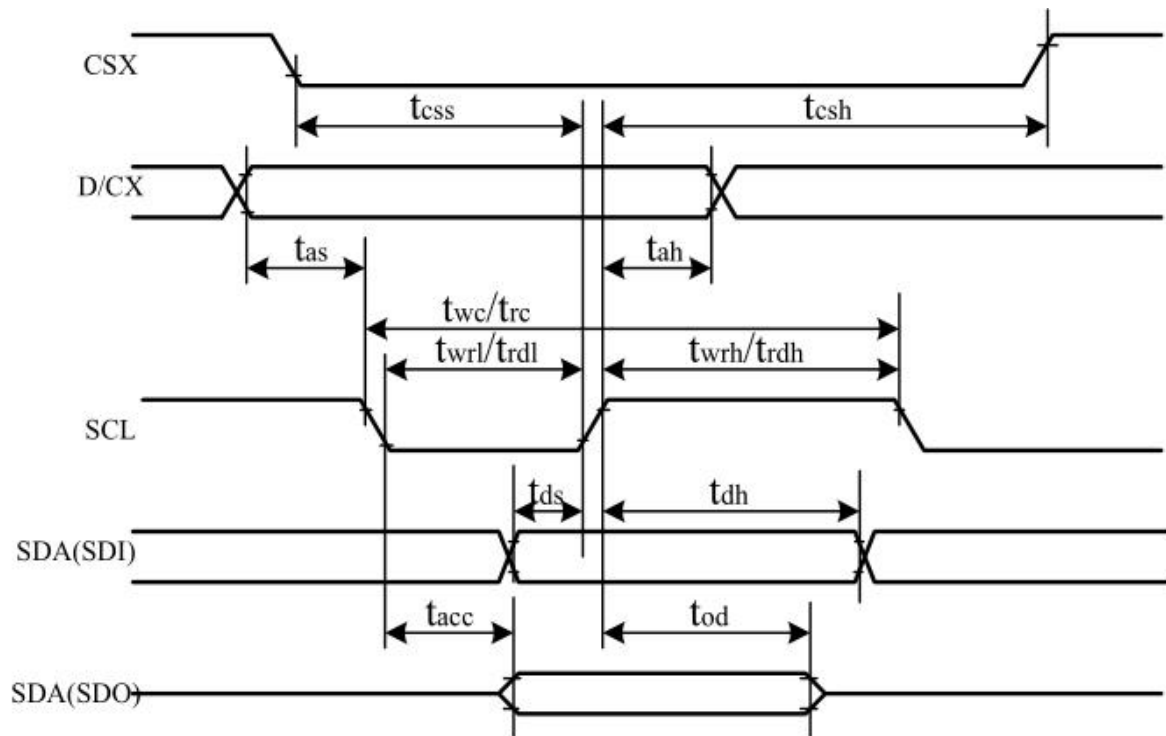 CSX
tcss
tcsh
D/CX
tas
tah
twc/trc
twrl/trdl
twrh/trdh
SCL
tds
tdh
SDA(SDI)
tacc
tod
SDA(SDO)